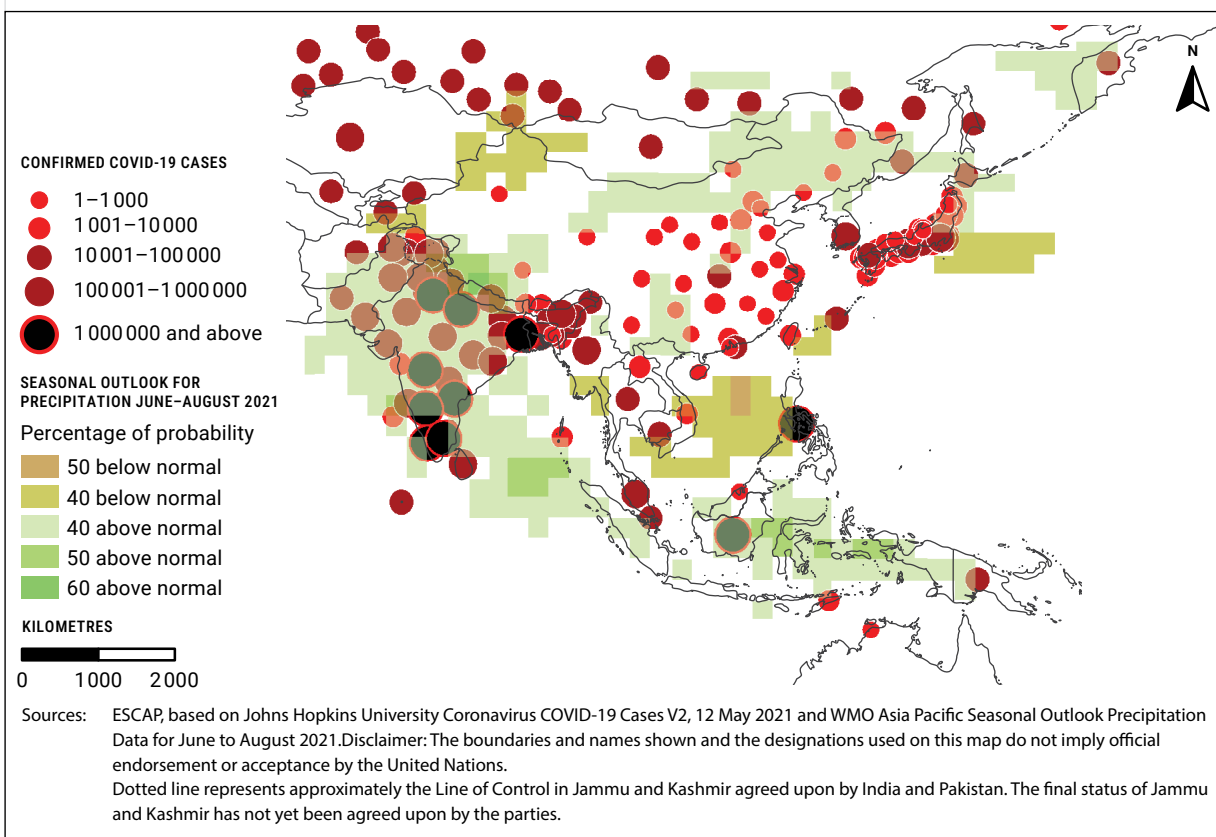 N
CONFIRMED COVID-19 CASES
1–1 000
1 001–10 000
10 001–100 000
100 001–1 000 000
1 000 000 and above
SEASONAL OUTLOOK FOR
PRECIPITATION JUNE–AUGUST 2021
Percentage of probability
50 below normal
40 below normal
40 above normal
50 above normal
60 above normal
KILOMETRES
0 1 000 2 000
Sources: ESCAP, based on Johns Hopkins University Coronavirus COVID-19 Cases V2, 12 May 2021 and WMO Asia Pacific Seasonal Outlook Precipitation
Data for June to August 2021.Disclaimer: The boundaries and names shown and the designations used on this map do not imply official
endorsement or acceptance by the United Nations.
Dotted line represents approximately the Line of Control in Jammu and Kashmir agreed upon by India and Pakistan. The final status of Jammu
and Kashmir has not yet been agreed upon by the parties.